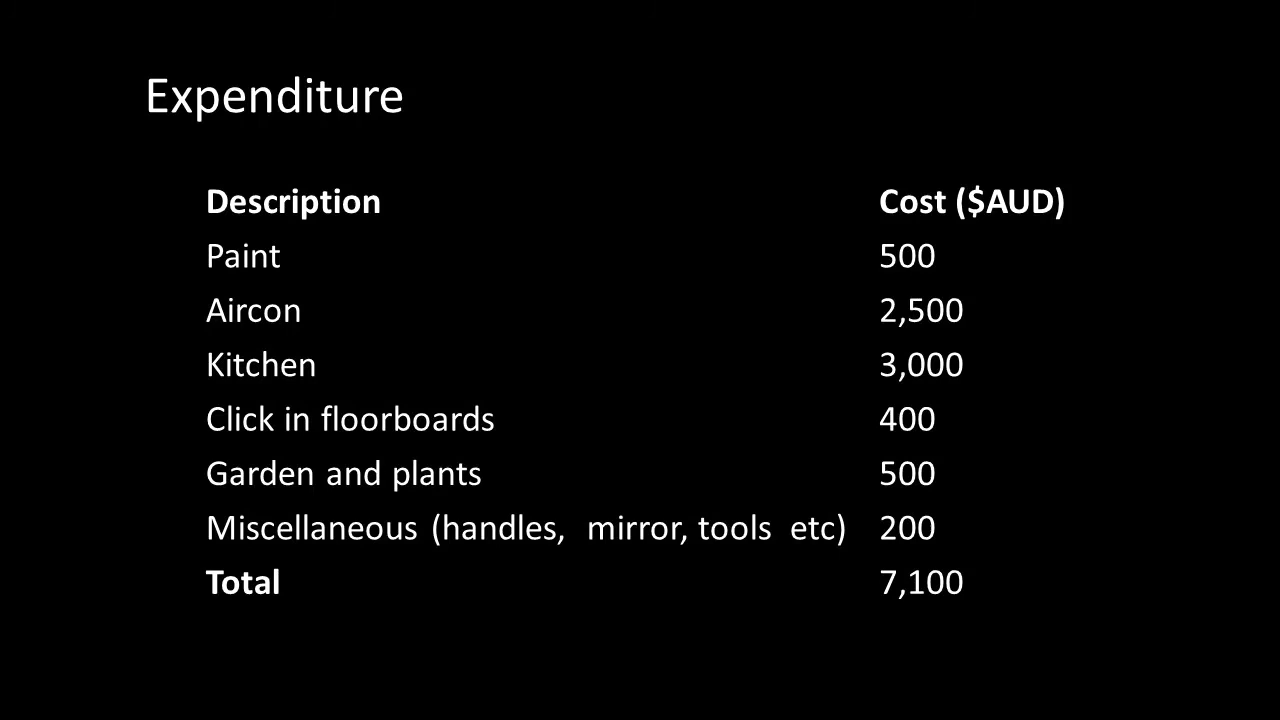 Expenditure
Description Cost ($AUD)
Paint 500
Aircon 2,500
Kitchen 3,000
Click in floorboards 400
Garden and plants 500
Miscellaneous (handles, mirror, tools etc) 200
Total 7,100